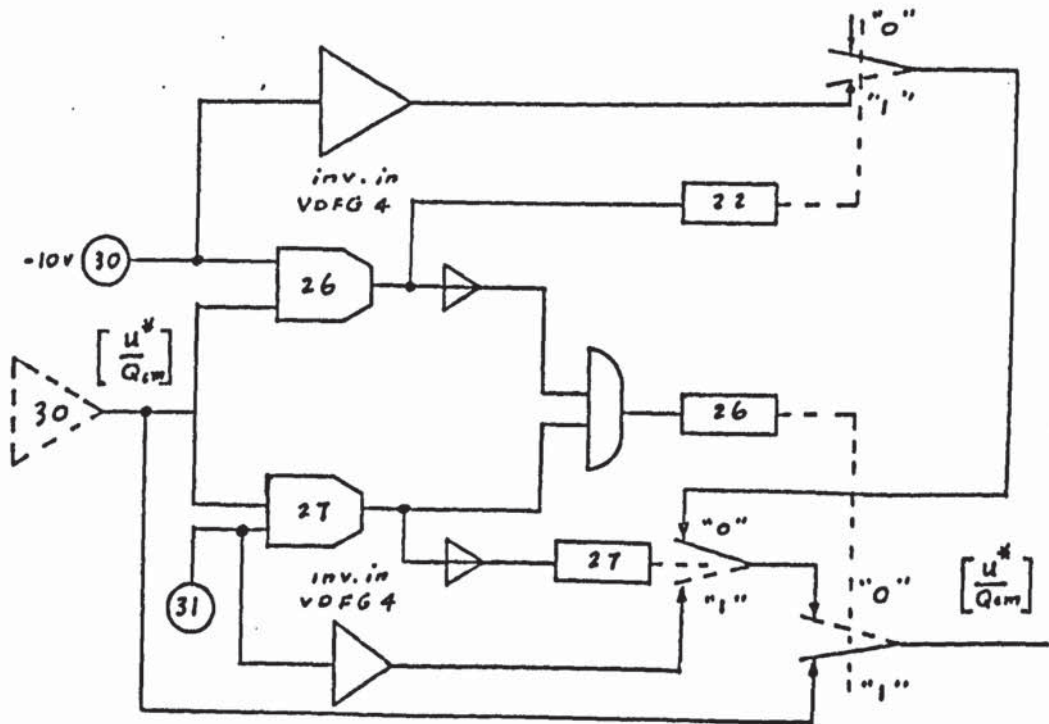 "0"
"1"
inv. in
VDFG 4
22
-10v 30
26
[u*/Qcm]
30
26
27
"0"
27
inv. in
VDFG 4
"1"
31
"0"
[u*/Qcm]
"1"